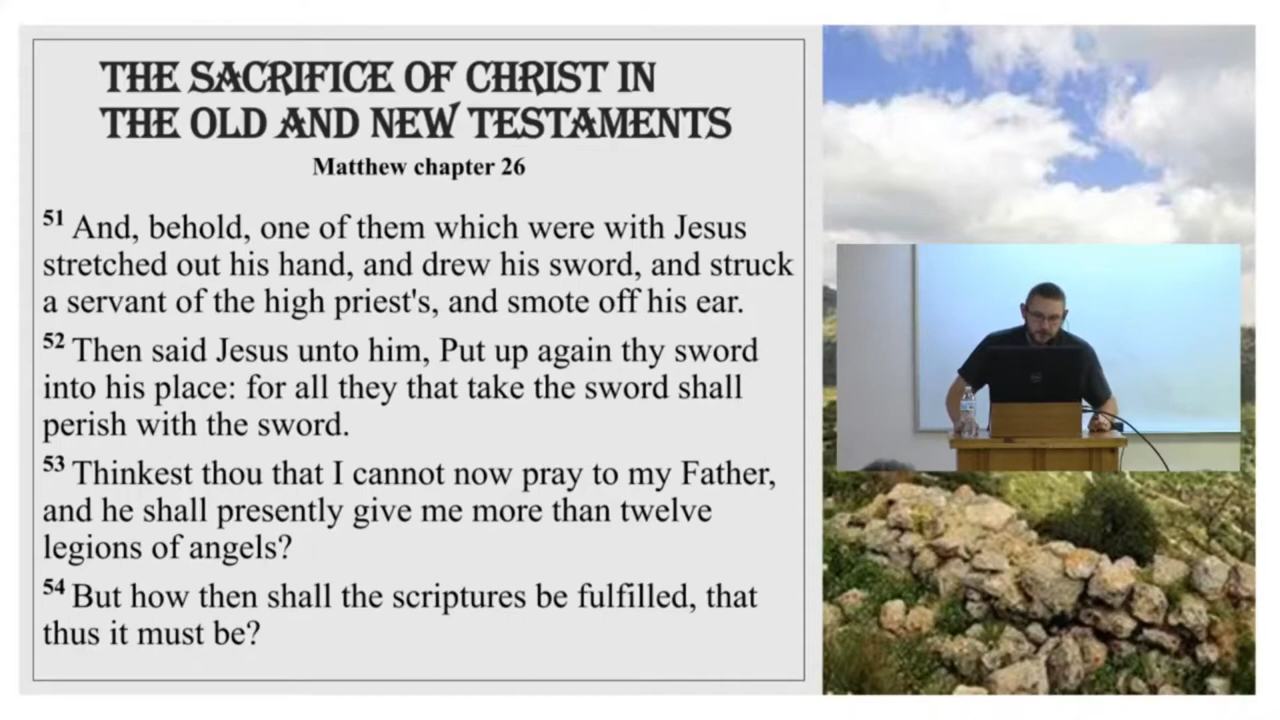 THE SACRIFICE OF CHRIST IN
THE OLD AND NEW TESTAMENTS
Matthew chapter 26
51 And, behold, one of them which were with Jesus
stretched out his hand, and drew his sword, and struck
a servant of the high priest's, and smote off his ear.
52 Then said Jesus unto him, Put up again thy sword
into his place: for all they that take the sword shall
perish with the sword.
53 Thinkest thou that I cannot now pray to my Father,
and he shall presently give me more than twelve
legions of angels?
54 But how then shall the scriptures be fulfilled, that
thus it must be?